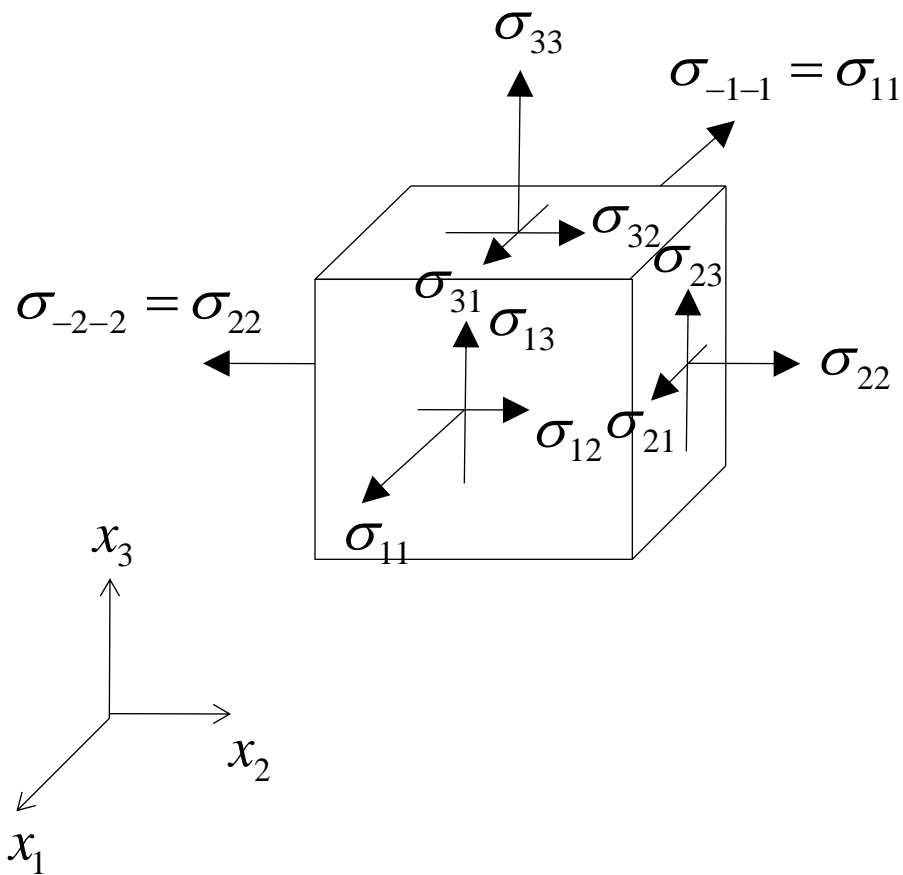 σ₃₃
σ₋₁₋₁ = σ₁₁
σ₃₂
σ₂₃
σ₃₁
σ₋₂₋₂ = σ₂₂
σ₁₃
σ₂₂
σ₁₂
σ₂₁
σ₁₁
x₃
x₂
x₁